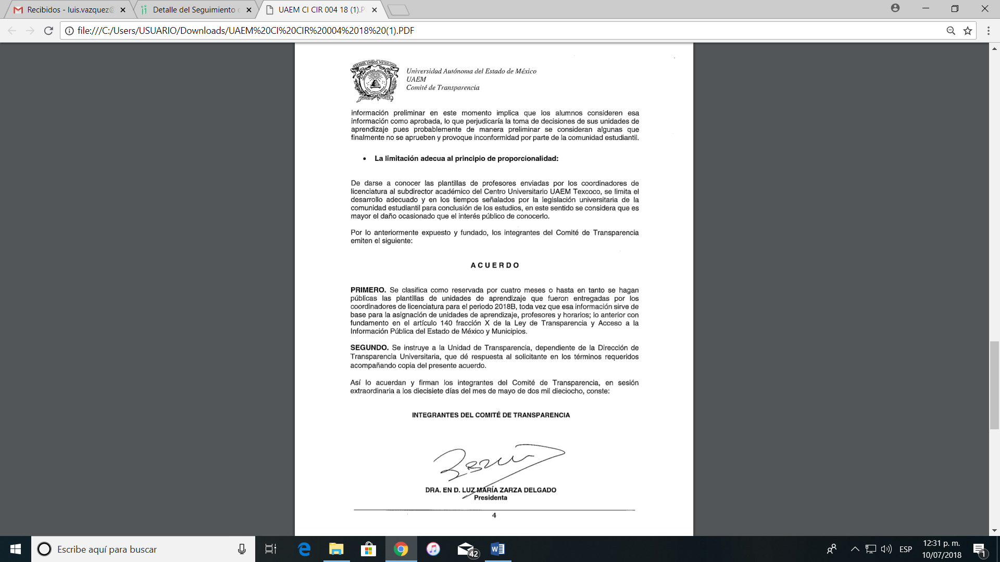 Recibidos - luis.vazquez@
Detalle del Seguimiento
UAEM CI CIR 004 18 (1).P
file:///C:/Users/USUARIO/Downloads/UAEM%20CI%20CIR%20004%2018%20(1).PDF
Universidad Autónoma del Estado de México
UAEM
Comité de Transparencia
información preliminar en este momento implica que los alumnos consideren esa
información como aprobada, lo que perjudicaría la toma de decisiones de sus unidades de
aprendizaje pues probablemente de manera preliminar se consideran algunas que
finalmente no se aprueben y provoque inconformidad por parte de la comunidad estudiantil.
• La limitación adecua al principio de proporcionalidad:
De darse a conocer las plantillas de profesores enviadas por los coordinadores de
licenciatura al subdirector académico del Centro Universitario UAEM Texcoco, se limita el
desarrollo adecuado y en los tiempos señalados por la legislación universitaria de la
comunidad estudiantil para conclusión de los estudios, en este sentido se considera que es
mayor el daño ocasionado que el interés público de conocerlo.
Por lo anteriormente expuesto y fundado, los integrantes del Comité de Transparencia
emiten el siguiente:
A C U E R D O
PRIMERO. Se clasifica como reservada por cuatro meses o hasta en tanto se hagan
públicas las plantillas de unidades de aprendizaje que fueron entregadas por los
coordinadores de licenciatura para el periodo 2018B, toda vez que esa información sirve de
base para la asignación de unidades de aprendizaje, profesores y horarios; lo anterior con
fundamento en el artículo 140 fracción X de la Ley de Transparencia y Acceso a la
Información Pública del Estado de México y Municipios.
SEGUNDO. Se instruye a la Unidad de Transparencia, dependiente de la Dirección de
Transparencia Universitaria, que dé respuesta al solicitante en los términos requeridos
acompañando copia del presente acuerdo.
Así lo acuerdan y firman los integrantes del Comité de Transparencia, en sesión
extraordinaria a los diecisiete días del mes de mayo de dos mil dieciocho, conste:
INTEGRANTES DEL COMITÉ DE TRANSPARENCIA
DRA. EN D. LUZ MARÍA ZARZA DELGADO
Presidenta
4
Escribe aquí para buscar
42
ESP
12:31 p. m.
10/07/2018
1